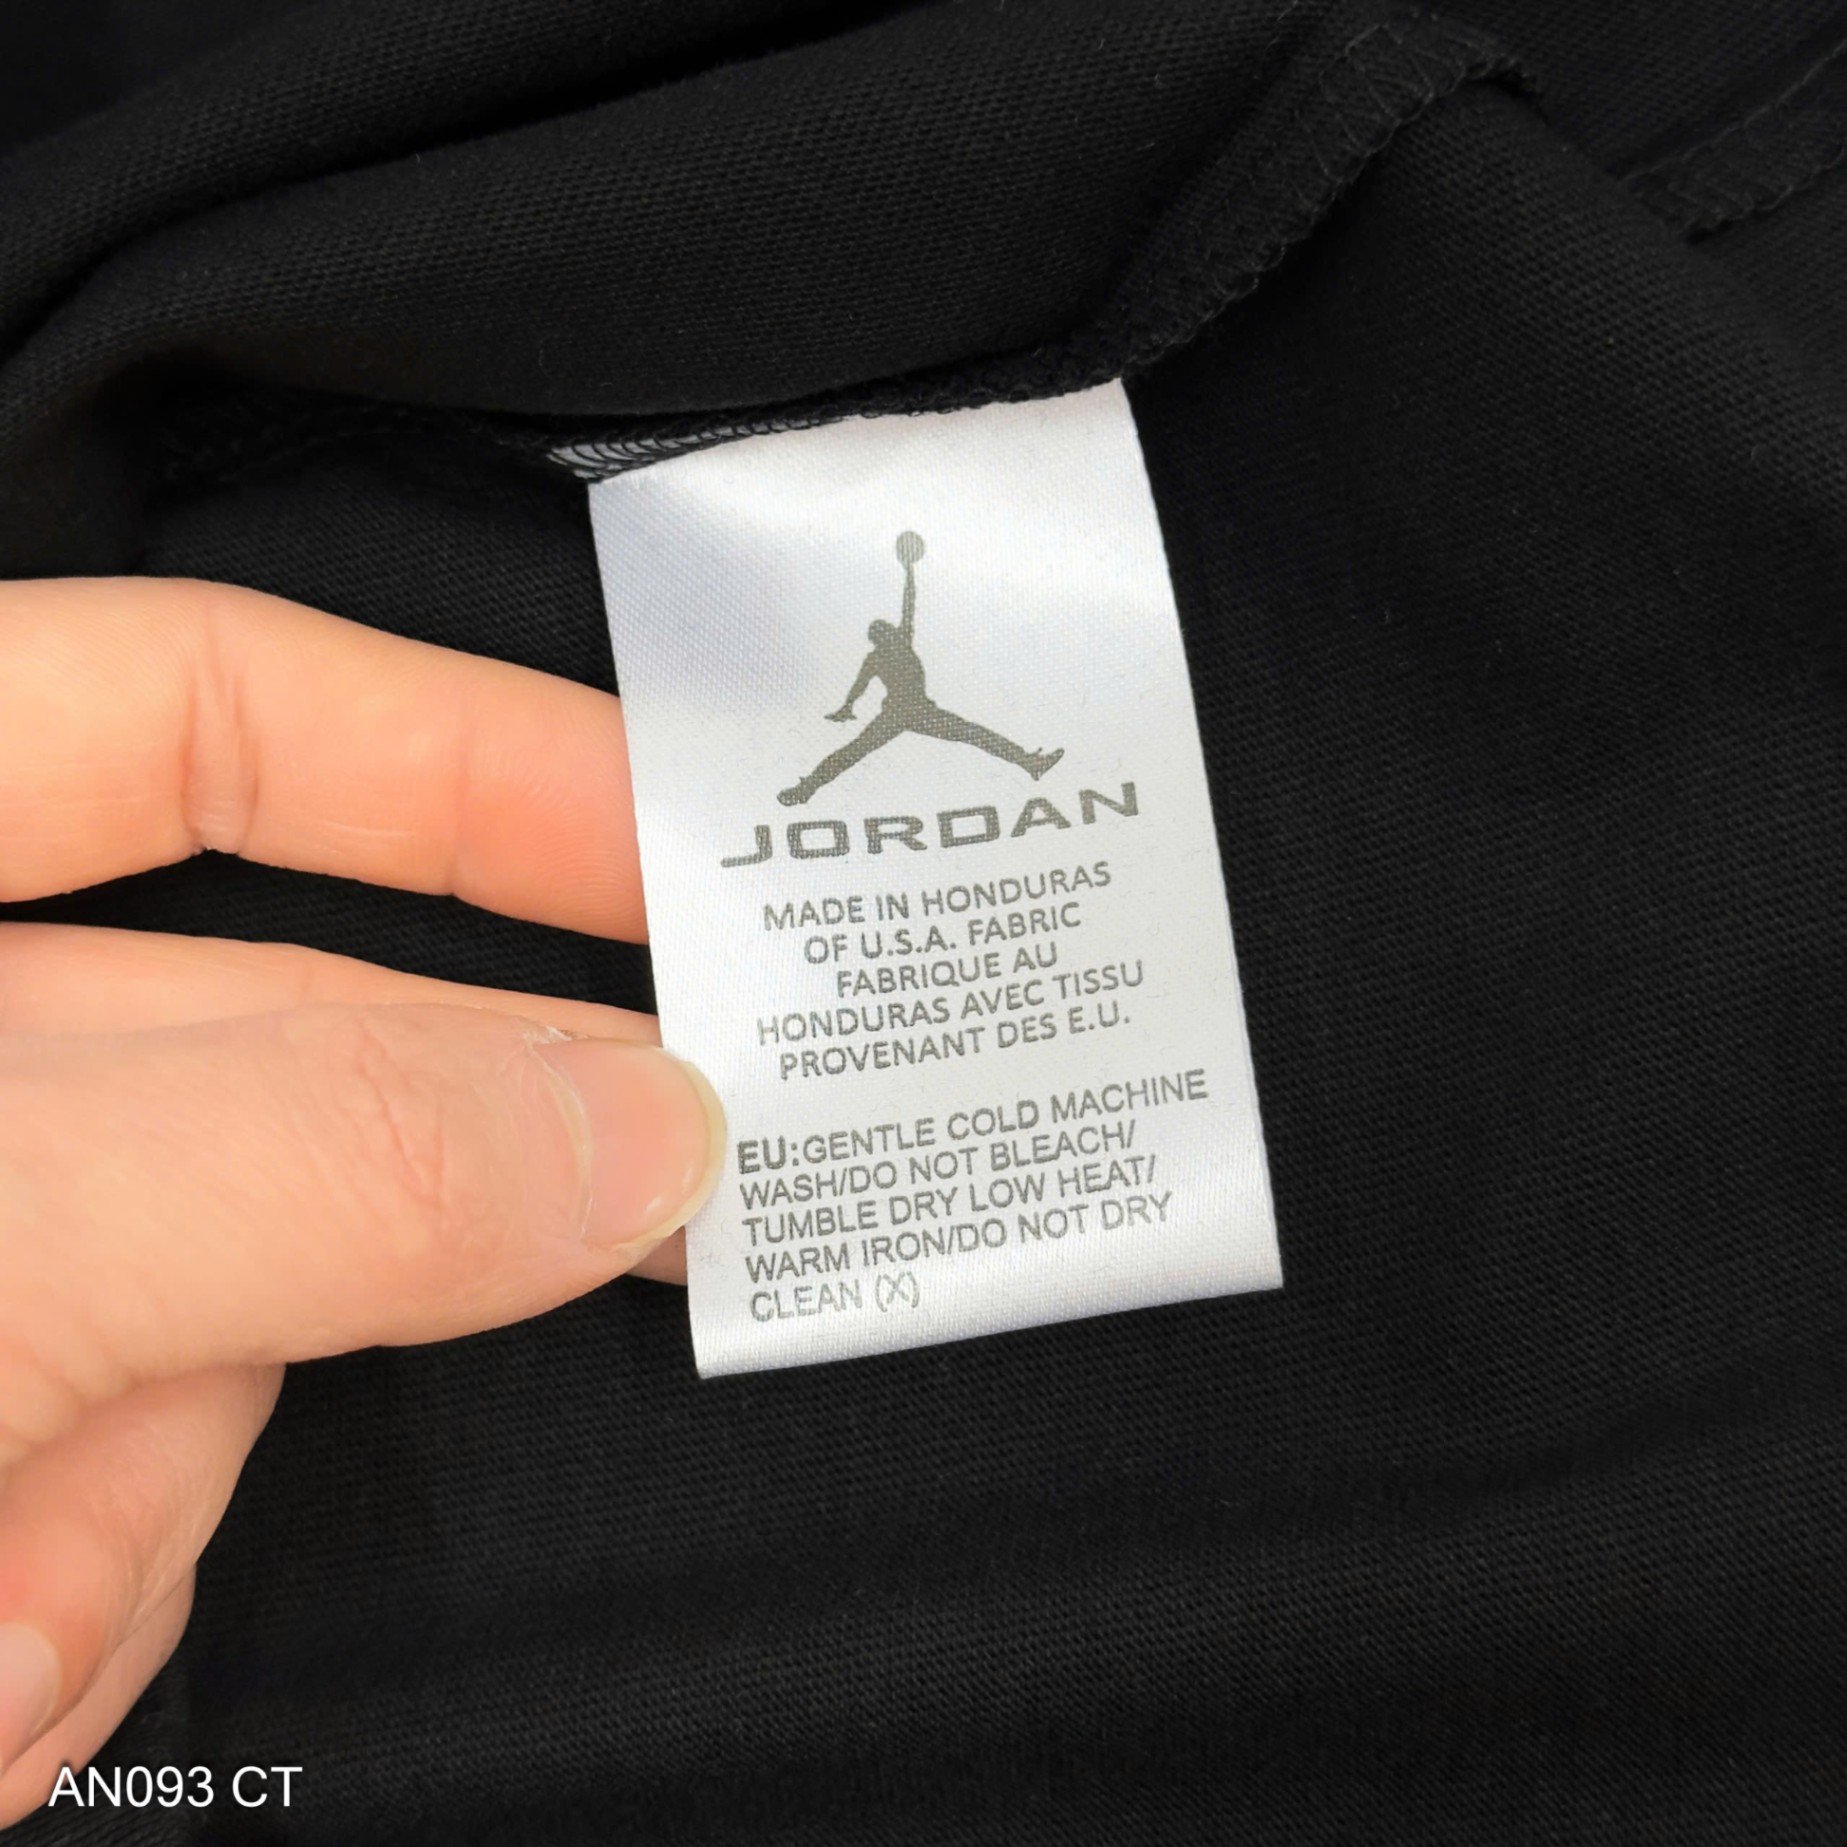 JORDAN
MADE IN HONDURAS
OF U.S.A. FABRIC
FABRIQUE AU
HONDURAS AVEC TISSU
PROVENANT DES E.U.
EU:GENTLE COLD MACHINE
WASH/DO NOT BLEACH/
TUMBLE DRY LOW HEAT/
WARM IRON/DO NOT DRY
CLEAN (X)
AN093 CT